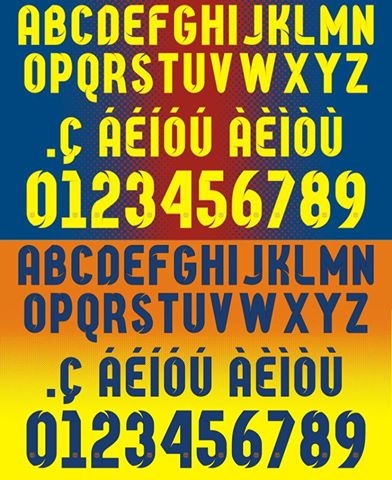 ABCDEFGHIJKLMN
OPQRSTUVWXYZ
.Ç ÁÉÍÓÚ ÀÈÌÒÙ
0123456789
ABCDEFGHIJKLMN
OPQRSTUVWXYZ
.Ç ÁÉÍÓÚ ÀÈÌÒÙ
0123456789